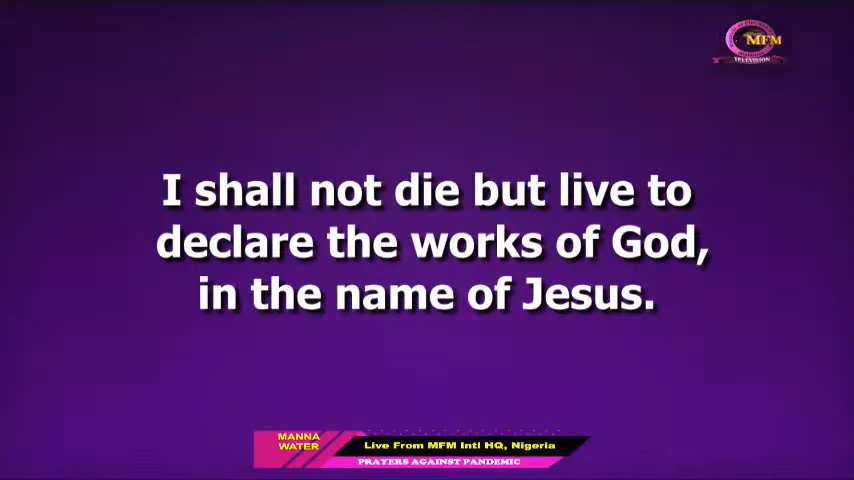 MFM
TELEVISION
I shall not die but live to
declare the works of God,
in the name of Jesus.
MANNA
WATER
Live From MFM Intl HQ, Nigeria
PRAYERS AGAINST PANDEMIC